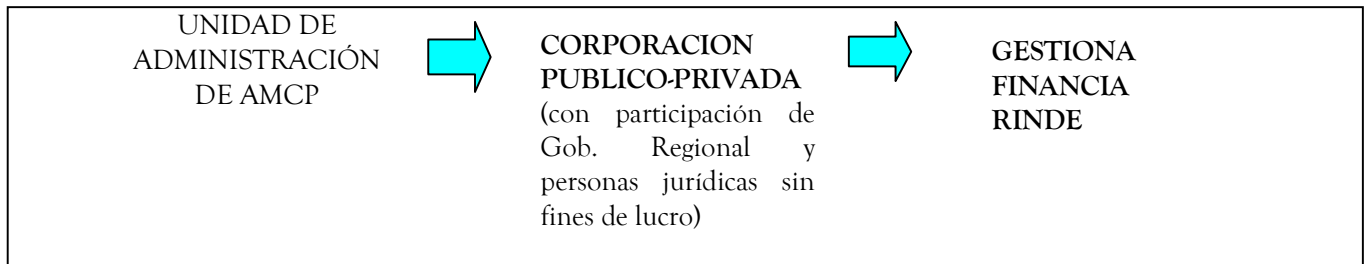 UNIDAD DE
ADMINISTRACIÓN
DE AMCP
CORPORACION
PUBLICO-PRIVADA
(con participación de
Gob. Regional y
personas jurídicas sin
fines de lucro)
GESTIONA
FINANCIA
RINDE